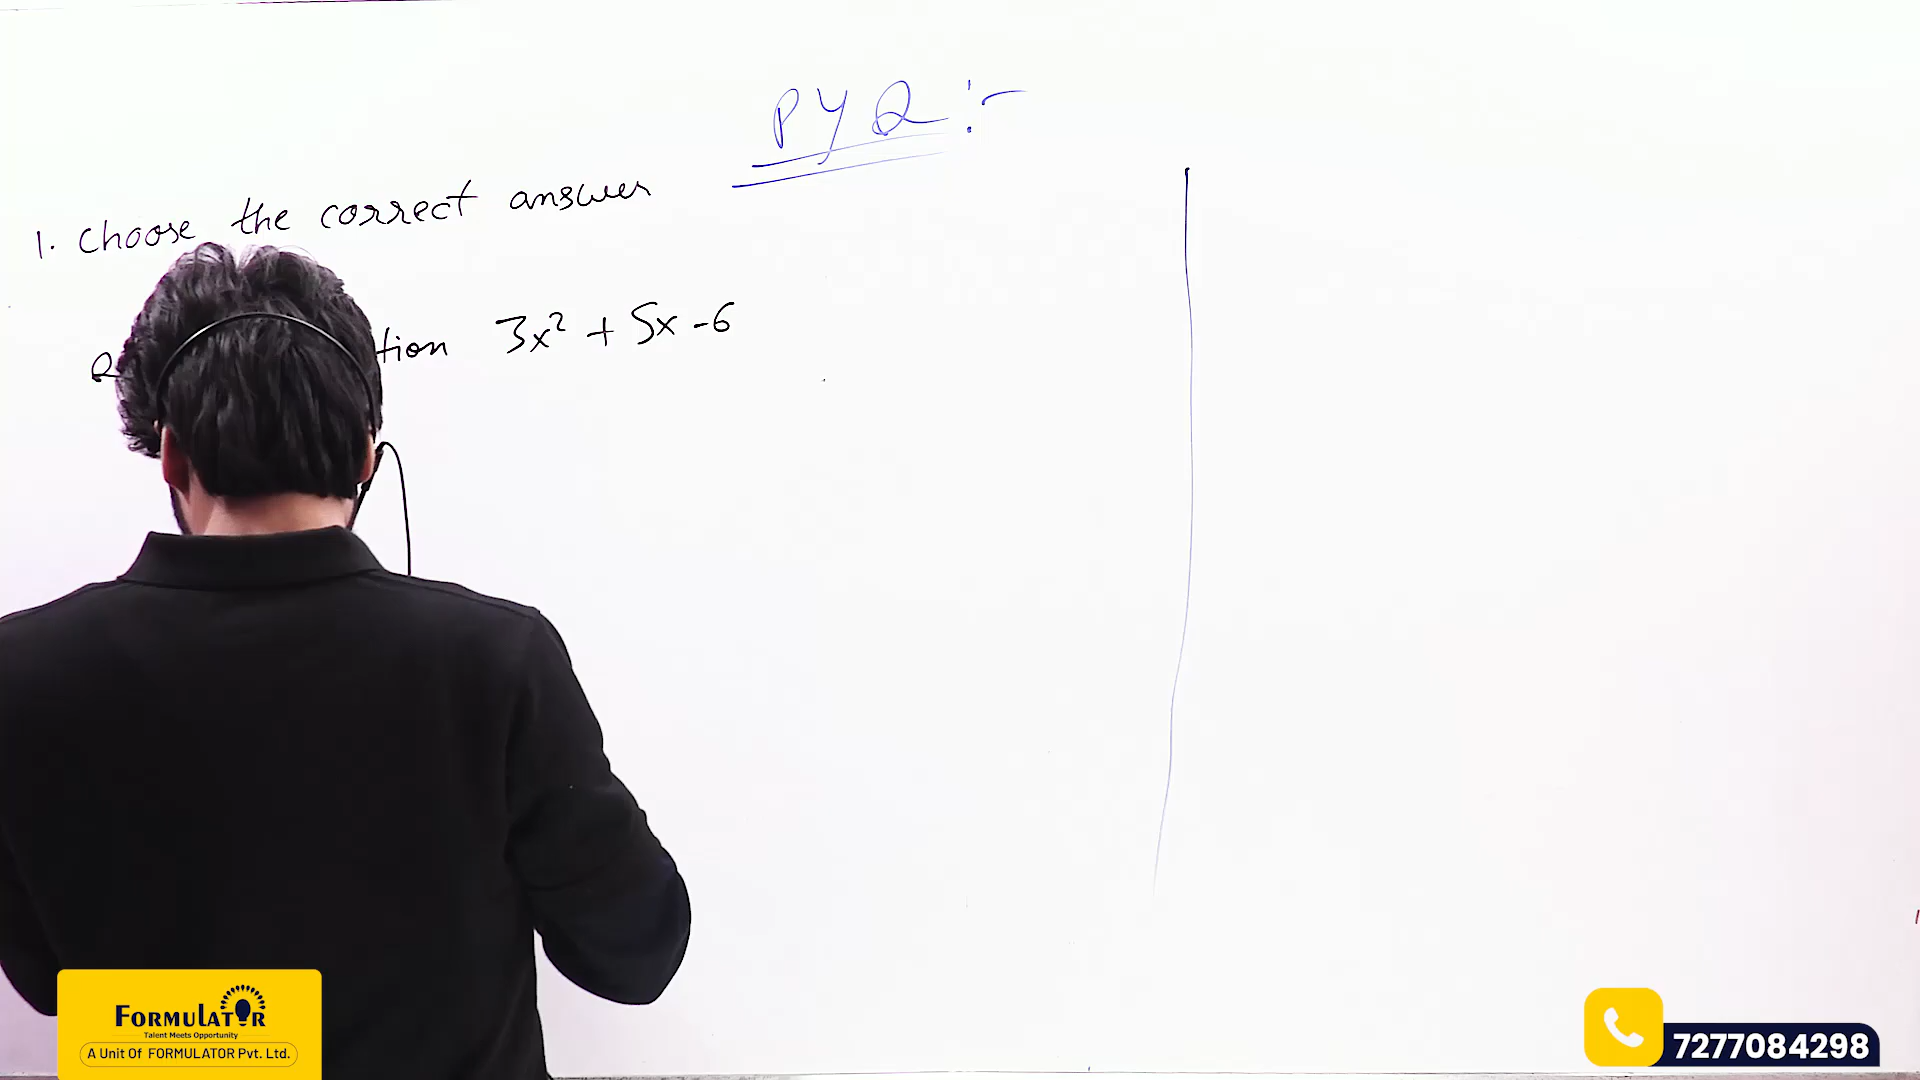 PYQ :-
1. Choose the correct answer
tion 3x² + 5x - 6
FORMULATOR
Talent Meets Opportunity
A Unit Of FORMULATOR Pvt. Ltd.
7277084298